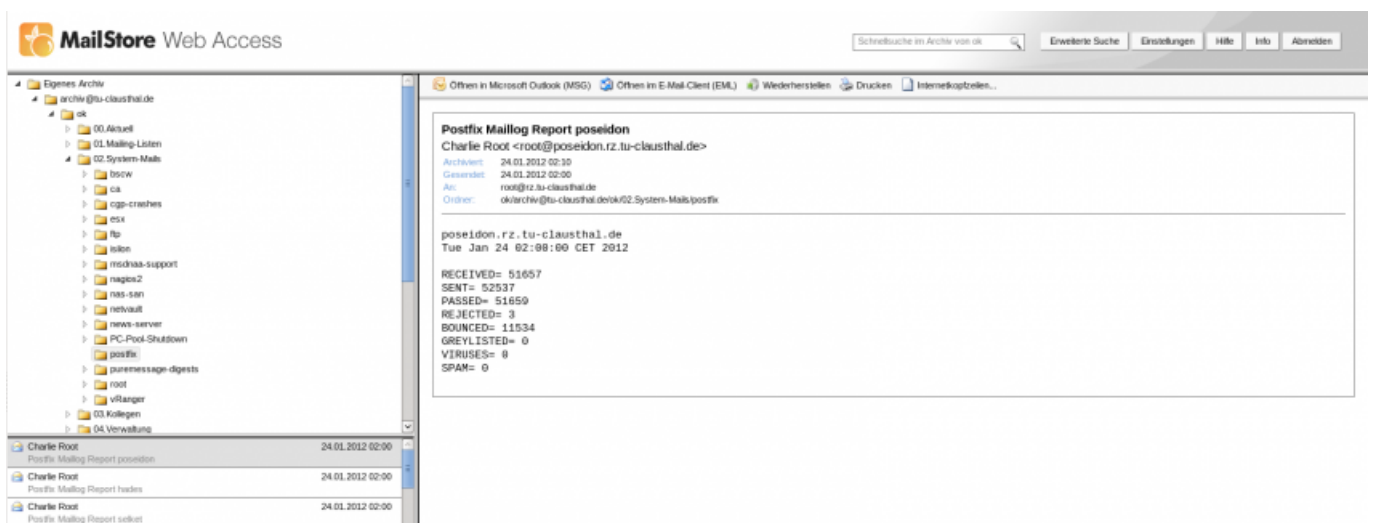 MailStore Web Access
Schnellsuche im Archiv von ok
Erweiterte Suche
Einstellungen
Hilfe
Info
Abmelden
Eigenes Archiv
archiv@tu-clausthal.de
ok
00.Aktuell
01.Mailing-Listen
02.System-Mails
bscw
ca
cgp-crashes
esx
ftp
isilon
msdnaa-support
nagios2
nas-san
netvault
news-server
PC-Pool-Shutdown
postfix
puremessage-digests
root
vRanger
03.Kollegen
04.Verwaltung
Charlie Root 24.01.2012 02:00
Postfix Maillog Report poseidon
Charlie Root 24.01.2012 02:00
Postfix Maillog Report hades
Charlie Root 24.01.2012 02:00
Postfix Maillog Report selket
Öffnen in Microsoft Outlook (MSG) Öffnen im E-Mail-Client (EML) Wiederherstellen Drucken Internetkopfzeilen...
Postfix Maillog Report poseidon
Charlie Root <root@poseidon.rz.tu-clausthal.de>
Archiviert: 24.01.2012 02:10
Gesendet: 24.01.2012 02:00
An: root@rz.tu-clausthal.de
Ordner: ok/archiv@tu-clausthal.de/ok/02.System-Mails/postfix
poseidon.rz.tu-clausthal.de
Tue Jan 24 02:00:00 CET 2012
RECEIVED= 51657
SENT= 52537
PASSED= 51659
REJECTED= 3
BOUNCED= 11534
GREYLISTED= 0
VIRUSES= 0
SPAM= 0